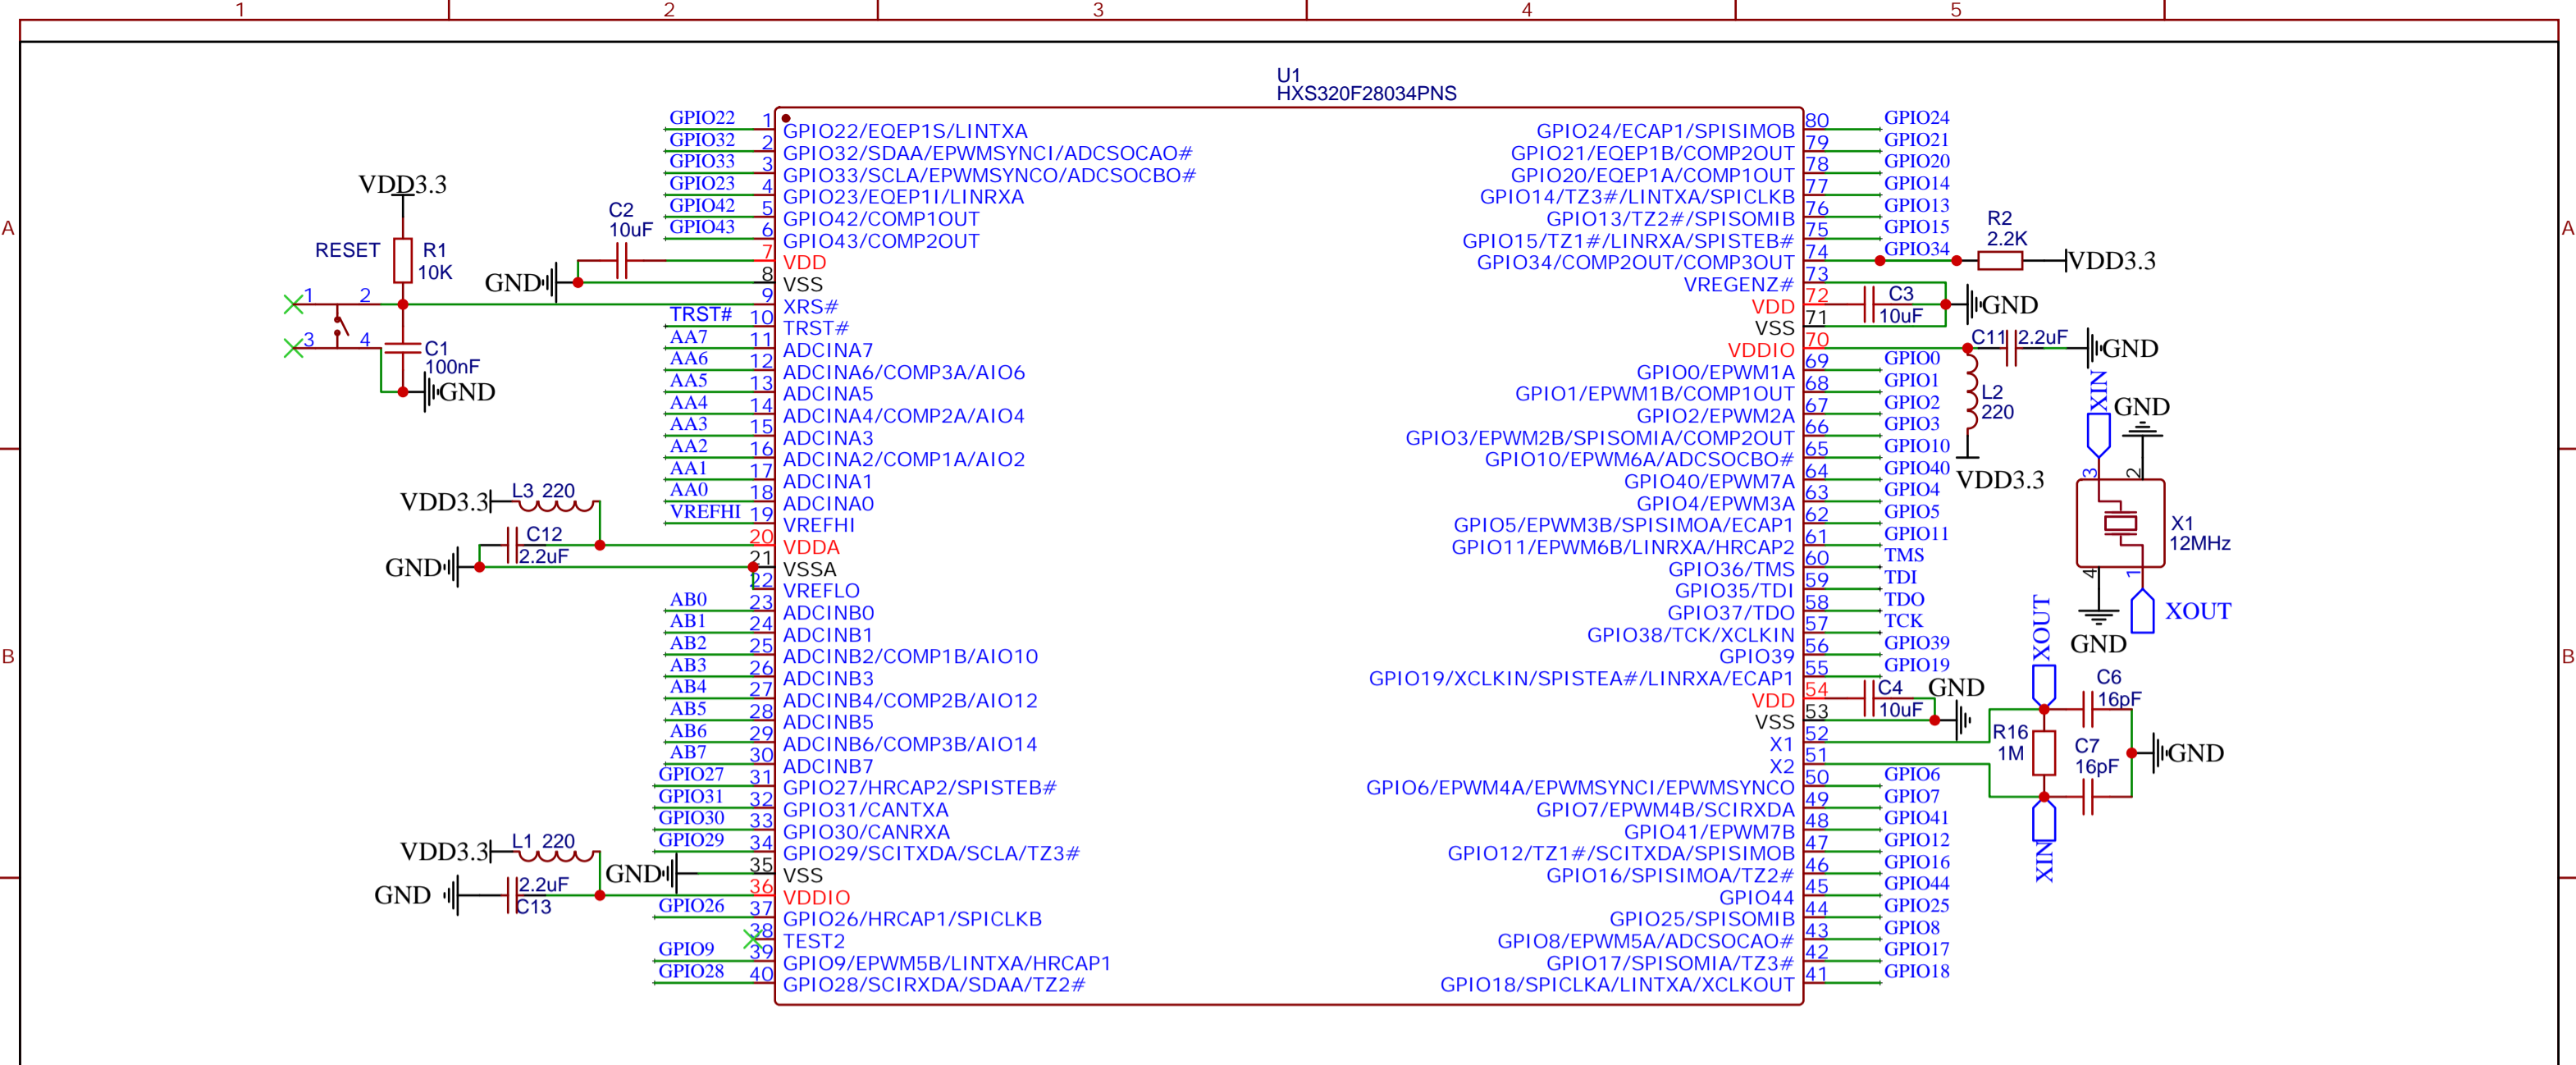 1 2 3 4 5
A A
B B
U1
HXS320F28034PNS
GPIO22 1 GPIO22/EQEP1S/LINTXA
GPIO32 2 GPIO32/SDAA/EPWMSYNCI/ADCSOCAO#
GPIO33 3 GPIO33/SCLA/EPWMSYNCO/ADCSOCBO#
GPIO23 4 GPIO23/EQEP1I/LINRXA
GPIO42 5 GPIO42/COMP1OUT
GPIO43 6 GPIO43/COMP2OUT
7 VDD
8 VSS
9 XRS#
TRST# 10 TRST#
AA7 11 ADCINA7
AA6 12 ADCINA6/COMP3A/AIO6
AA5 13 ADCINA5
AA4 14 ADCINA4/COMP2A/AIO4
AA3 15 ADCINA3
AA2 16 ADCINA2/COMP1A/AIO2
AA1 17 ADCINA1
AA0 18 ADCINA0
VREFHI 19 VREFHI
20 VDDA
21 VSSA
22 VREFLO
AB0 23 ADCINB0
AB1 24 ADCINB1
AB2 25 ADCINB2/COMP1B/AIO10
AB3 26 ADCINB3
AB4 27 ADCINB4/COMP2B/AIO12
AB5 28 ADCINB5
AB6 29 ADCINB6/COMP3B/AIO14
AB7 30 ADCINB7
GPIO27 31 GPIO27/HRCAP2/SPISTEB#
GPIO31 32 GPIO31/CANTXA
GPIO30 33 GPIO30/CANRXA
GPIO29 34 GPIO29/SCITXDA/SCLA/TZ3#
35 VSS
36 VDDIO
GPIO26 37 GPIO26/HRCAP1/SPICLKB
38 TEST2
GPIO9 39 GPIO9/EPWM5B/LINTXA/HRCAP1
GPIO28 40 GPIO28/SCIRXDA/SDAA/TZ2#
GPIO24/ECAP1/SPISIMOB 80 GPIO24
GPIO21/EQEP1B/COMP2OUT 79 GPIO21
GPIO20/EQEP1A/COMP1OUT 78 GPIO20
GPIO14/TZ3#/LINTXA/SPICLKB 77 GPIO14
GPIO13/TZ2#/SPISOMIB 76 GPIO13
GPIO15/TZ1#/LINRXA/SPISTEB# 75 GPIO15
GPIO34/COMP2OUT/COMP3OUT 74 GPIO34
VREGENZ# 73
VDD 72
VSS 71
VDDIO 70
GPIO0/EPWM1A 69 GPIO0
GPIO1/EPWM1B/COMP1OUT 68 GPIO1
GPIO2/EPWM2A 67 GPIO2
GPIO3/EPWM2B/SPISOMIA/COMP2OUT 66 GPIO3
GPIO10/EPWM6A/ADCSOCBO# 65 GPIO10
GPIO40/EPWM7A 64 GPIO40
GPIO4/EPWM3A 63 GPIO4
GPIO5/EPWM3B/SPISIMOA/ECAP1 62 GPIO5
GPIO11/EPWM6B/LINRXA/HRCAP2 61 GPIO11
GPIO36/TMS 60 TMS
GPIO35/TDI 59 TDI
GPIO37/TDO 58 TDO
GPIO38/TCK/XCLKIN 57 TCK
GPIO39 56 GPIO39
GPIO19/XCLKIN/SPISTEA#/LINRXA/ECAP1 55 GPIO19
VDD 54
VSS 53
X1 52
X2 51
GPIO6/EPWM4A/EPWMSYNCI/EPWMSYNCO 50 GPIO6
GPIO7/EPWM4B/SCIRXDA 49 GPIO7
GPIO41/EPWM7B 48 GPIO41
GPIO12/TZ1#/SCITXDA/SPISIMOB 47 GPIO12
GPIO16/SPISIMOA/TZ2# 46 GPIO16
GPIO44 45 GPIO44
GPIO25/SPISOMIB 44 GPIO25
GPIO8/EPWM5A/ADCSOCAO# 43 GPIO8
GPIO17/SPISOMIA/TZ3# 42 GPIO17
GPIO18/SPICLKA/LINTXA/XCLKOUT 41 GPIO18
VDD3.3
RESET R1
10K
1 2
3 4
C1
100nF
GND
C2
10uF
GND
VDD3.3 L3 220
C12
2.2uF
GND
VDD3.3 L1 220
GND
2.2uF
C13
GND
R2
2.2K
VDD3.3
C3
10uF
GND
C11 2.2uF
GND
L2
220
VDD3.3
XIN
GND
3 2
X1
12MHz
4 1
GND
XOUT
C4
10uF
GND
XOUT
C6
16pF
R16
1M
C7
16pF
GND
XIN